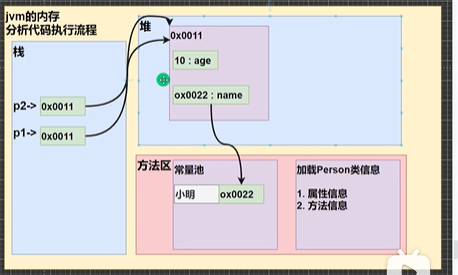 jvm的内存
分析代码执行流程
栈
p2-> 0x0011
p1-> 0x0011
堆
0x0011
10 : age
ox0022 : name
方法区
常量池
小明 ox0022
加载Person类信息
1. 属性信息
2. 方法信息